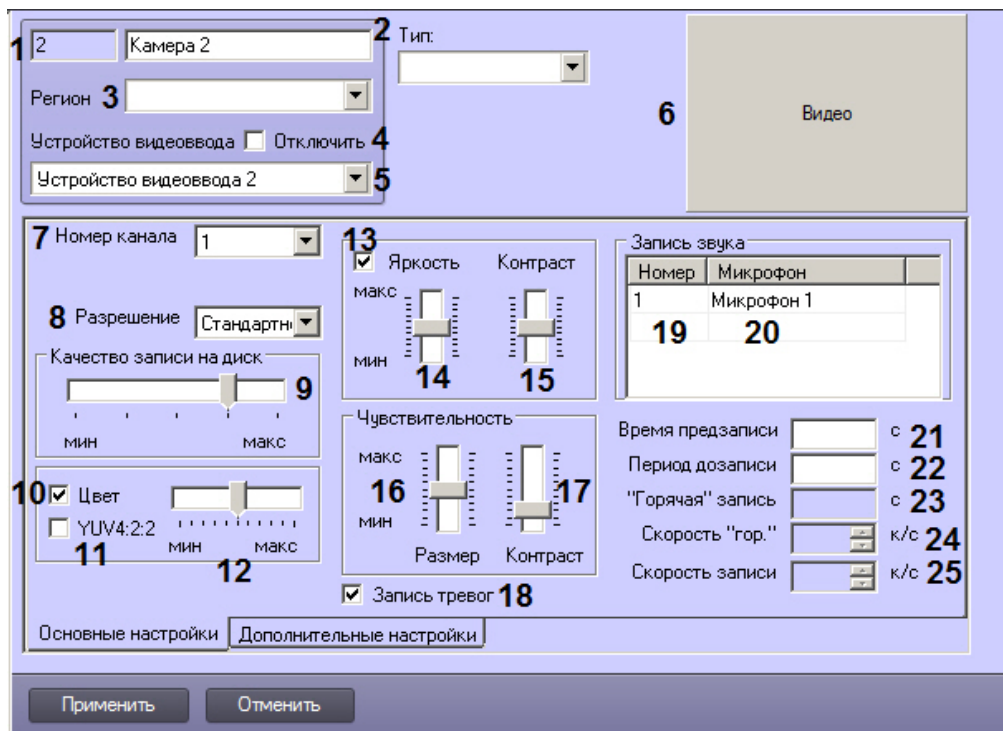 1 2 Камера 2 2 Тип:
Регион 3
Устройство видеоввода Отключить 4
Устройство видеоввода 2 5
6 Видео
7 Номер канала 1
8 Разрешение Стандартн
Качество записи на диск
9
мин макс
10 Цвет
YUV4:2:2
11 мин 12 макс
13
Яркость Контраст
макс
мин
14 15
Чувствительность
макс
16 17
мин
Размер Контраст
Запись тревог 18
Запись звука
Номер Микрофон
1 Микрофон 1
19 20
Время предзаписи с 21
Период дозаписи с 22
"Горячая" запись с 23
Скорость "гор." к/с 24
Скорость записи к/с 25
Основные настройки Дополнительные настройки
Применить Отменить